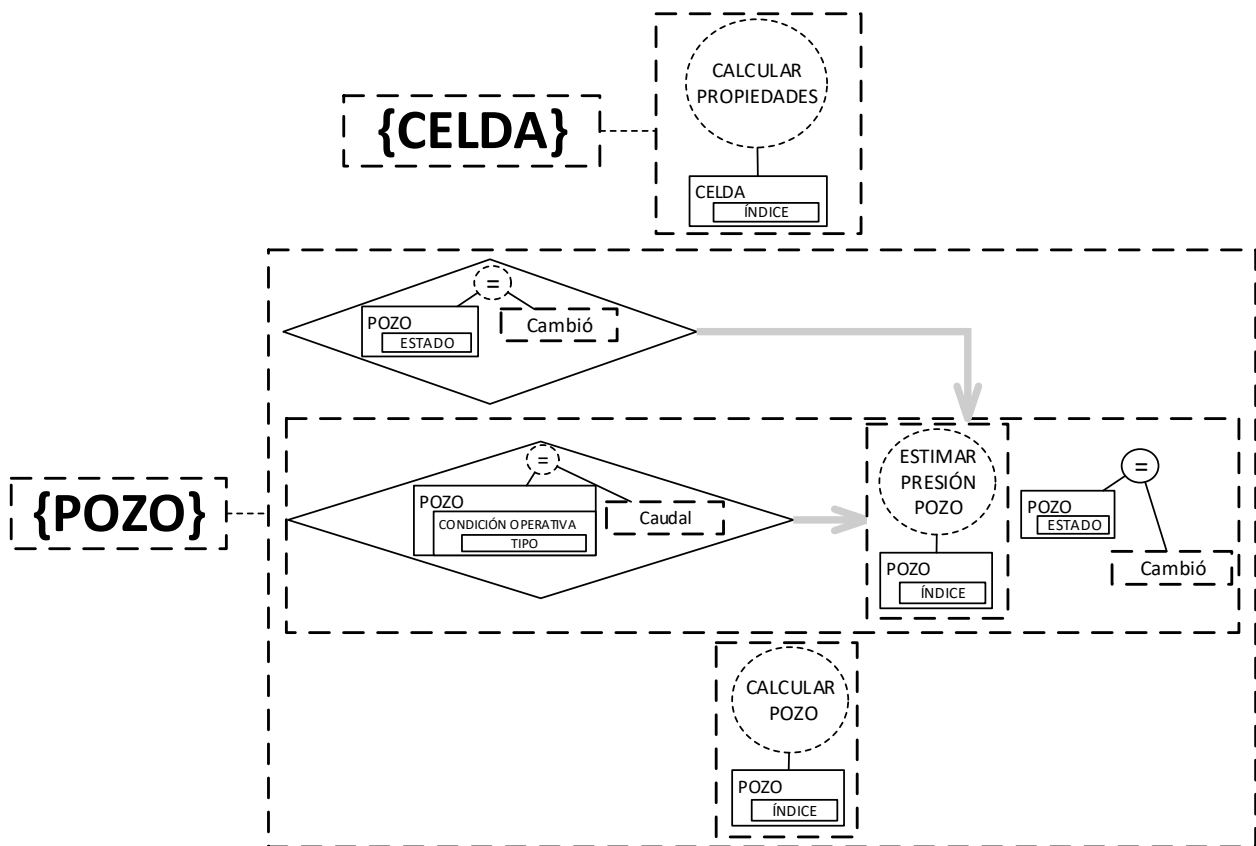 CALCULAR
PROPIEDADES
{CELDA}
CELDA
ÍNDICE
=
POZO
ESTADO
Cambió
=
POZO
CONDICIÓN OPERATIVA
TIPO
Caudal
ESTIMAR
PRESIÓN
POZO
POZO
ÍNDICE
=
POZO
ESTADO
Cambió
{POZO}
CALCULAR
POZO
POZO
ÍNDICE